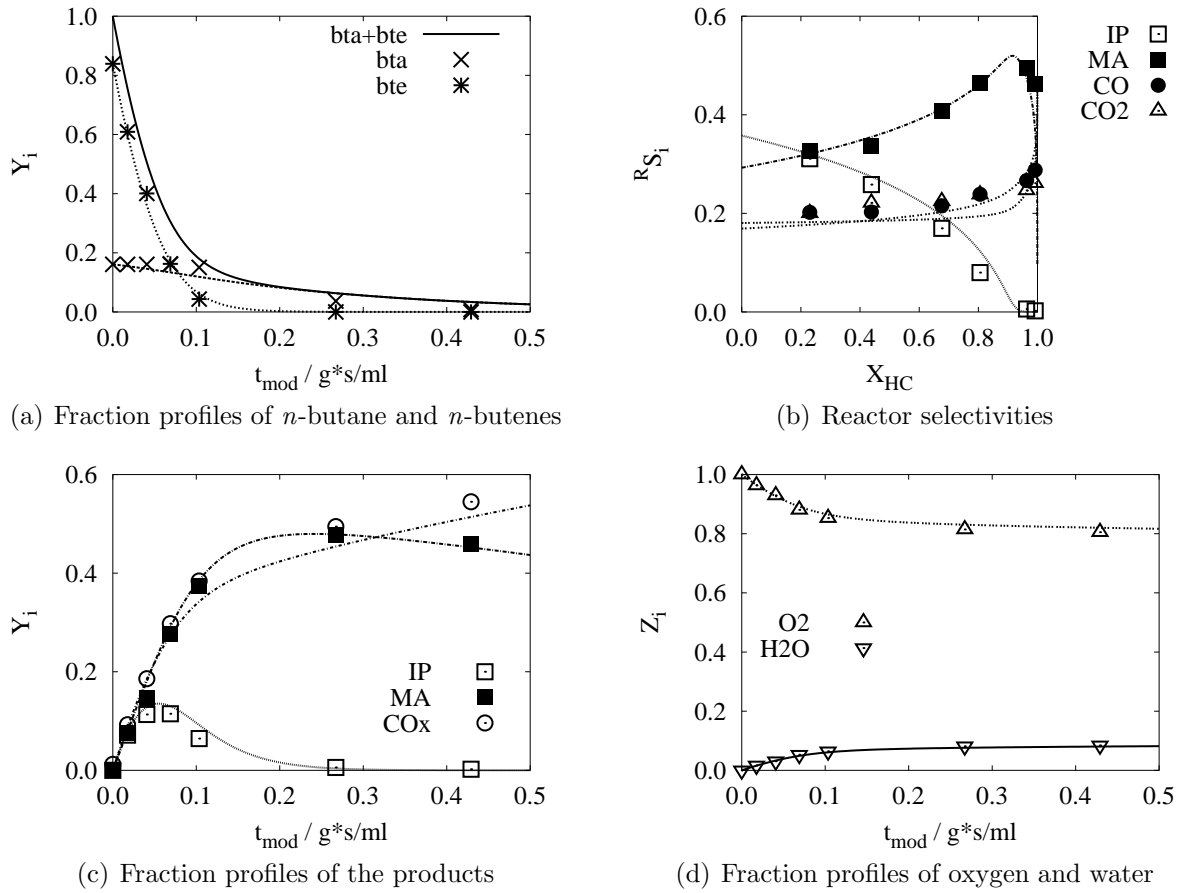 1.0
0.8
0.6
0.4
0.2
0.0
Y_i
bta+bte
bta
bte
0.0 0.1 0.2 0.3 0.4 0.5
t_mod / g*s/ml
(a) Fraction profiles of n-butane and n-butenes
0.6
0.4
0.2
0.0
ᴿS_i
IP
MA
CO
CO2
0.0 0.2 0.4 0.6 0.8 1.0
X_HC
(b) Reactor selectivities
0.6
0.4
0.2
0.0
Y_i
IP
MA
COx
0.0 0.1 0.2 0.3 0.4 0.5
t_mod / g*s/ml
(c) Fraction profiles of the products
1.0
0.8
0.6
0.4
0.2
0.0
Z_i
O2
H2O
0.0 0.1 0.2 0.3 0.4 0.5
t_mod / g*s/ml
(d) Fraction profiles of oxygen and water